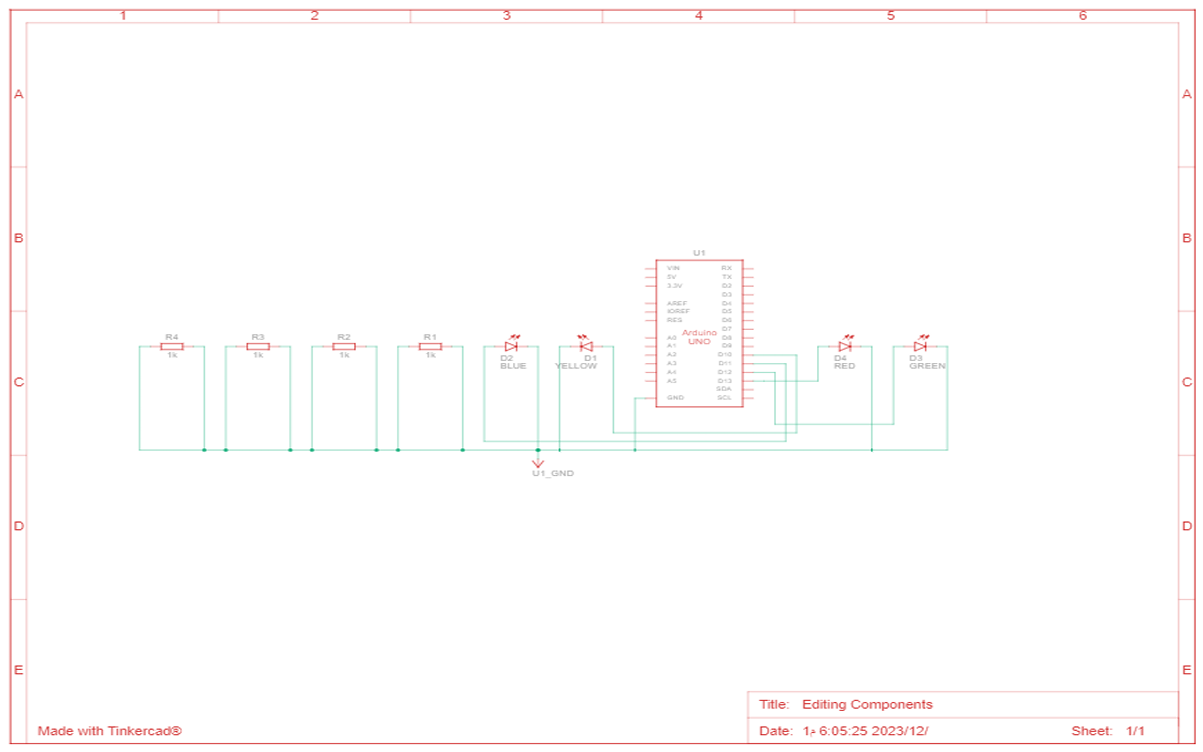 1 2 3 4 5 6
A A
B B
C C
D D
E E
U1
VIN RX
5V TX
3.3V D2
D3
AREF D4
IOREF D5
RES D6
D7
A0 D8
A1 D9
A2 D10
A3 D11
A4 D12
A5 D13
SDA
GND SCL
Arduino
UNO
R4 R3 R2 R1
1k 1k 1k 1k
D2 D1 D4 D3
BLUE YELLOW RED GREEN
U1_GND
Title: Editing Components
Made with Tinkercad®
Date: 1م 6:05:25 2023/12/
Sheet: 1/1